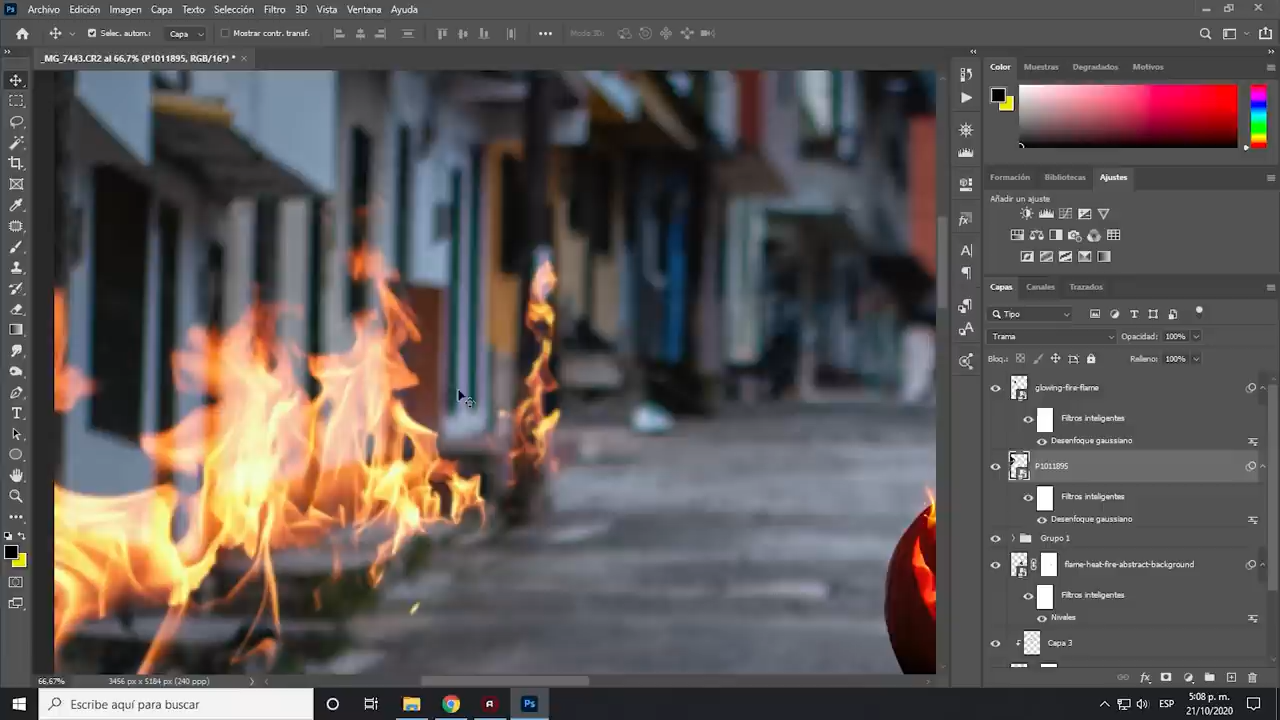 Ps Archivo Edición Imagen Capa Texto Selección Filtro 3D Vista Ventana Ayuda
Selec. autom.: Capa Mostrar contr. transf. Modo 3D:
_MG_7443.CR2 al 66,7% (P1011895, RGB/16*) *
Color Muestras Degradados Motivos
Formación Bibliotecas Ajustes
Añadir un ajuste
Capas Canales Trazados
Tipo
Trama Opacidad: 100%
Bloq.: Relleno: 100%
glowing-fire-flame
Filtros inteligentes
Desenfoque gaussiano
P1011895
Filtros inteligentes
Desenfoque gaussiano
Grupo 1
flame-heat-fire-abstract-background
Filtros inteligentes
Niveles
Capa 3
66,67% 3456 px x 5184 px (240 ppp)
Escribe aquí para buscar
Ps
ESP
5:08 p. m.
21/10/2020